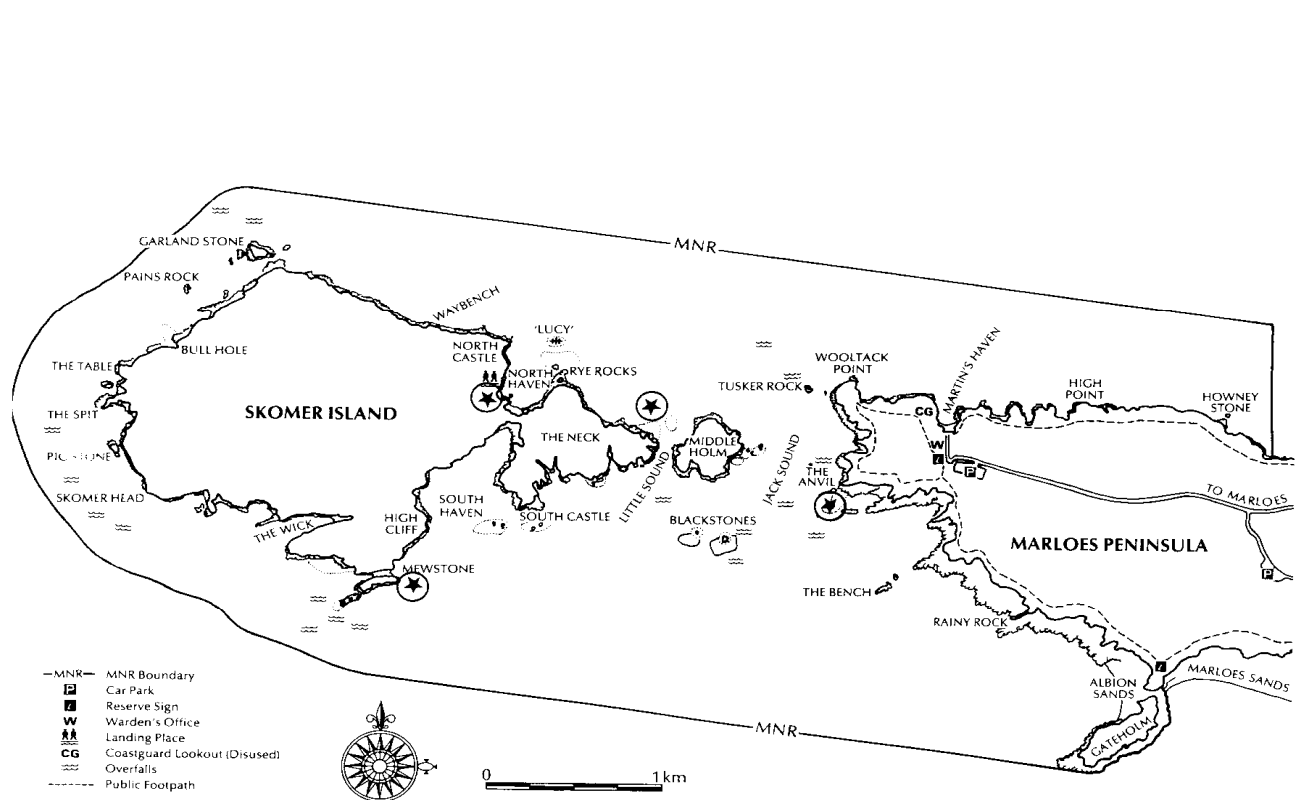 MNR
GARLAND STONE
PAINS ROCK
WAYBENCH
'LUCY'
MARTIN'S HAVEN
BULL HOLE
NORTH
CASTLE
WOOLTACK
POINT
THE TABLE
NORTH
HAVEN
RYE ROCKS
TUSKER ROCK
HIGH
POINT
HOWNEY
STONE
THE SPIT
SKOMER ISLAND
CG
THE NECK
MIDDLE
HOLM
W
i
P
PIG STONE
LITTLE SOUND
JACK SOUND
THE
ANVIL
SKOMER HEAD
SOUTH
HAVEN
TO MARLOES
THE WICK
HIGH
CLIFF
SOUTH CASTLE
BLACKSTONES
MARLOES PENINSULA
MEWSTONE
P
THE BENCH
RAINY ROCK
i
ALBION
SANDS
MARLOES SANDS
MNR
GATEHOLM
—MNR— MNR Boundary
P Car Park
i Reserve Sign
W Warden's Office
Landing Place
CG Coastguard Lookout (Disused)
Overfalls
Public Footpath
0 1km